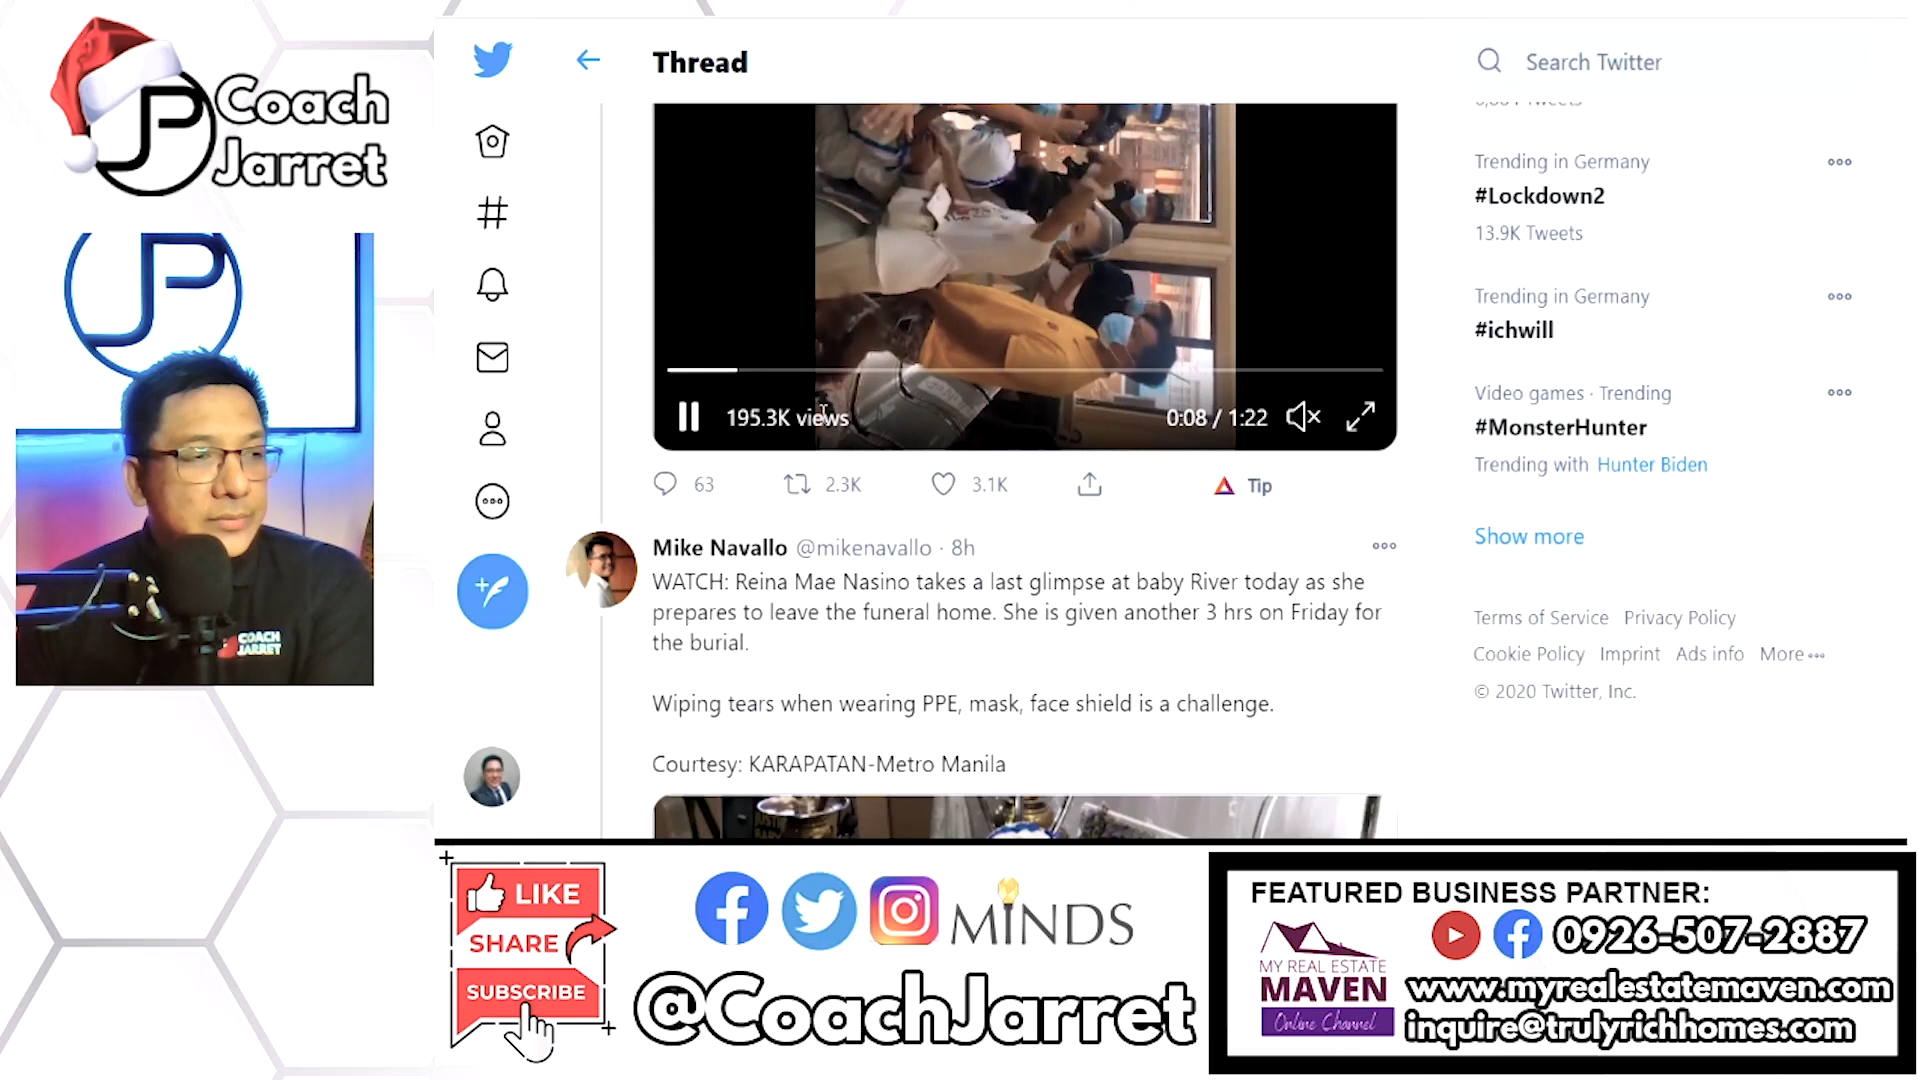 Coach
Jarret
JP
Thread
Search Twitter
Trending in Germany
#Lockdown2
13.9K Tweets
Trending in Germany
#ichwill
Video games · Trending
#MonsterHunter
Trending with Hunter Biden
Show more
Terms of Service Privacy Policy
Cookie Policy Imprint Ads info More
© 2020 Twitter, Inc.
195.3K views
0:08 / 1:22
63
2.3K
3.1K
Tip
Mike Navallo @mikenavallo · 8h
WATCH: Reina Mae Nasino takes a last glimpse at baby River today as she
prepares to leave the funeral home. She is given another 3 hrs on Friday for
the burial.
Wiping tears when wearing PPE, mask, face shield is a challenge.
Courtesy: KARAPATAN-Metro Manila
JP
COACH
JARRET
LIKE
SHARE
SUBSCRIBE
MINDS
@CoachJarret
FEATURED BUSINESS PARTNER:
0926-507-2887
MY REAL ESTATE
MAVEN
Online Channel
www.myrealestatemaven.com
inquire@trulyrichhomes.com